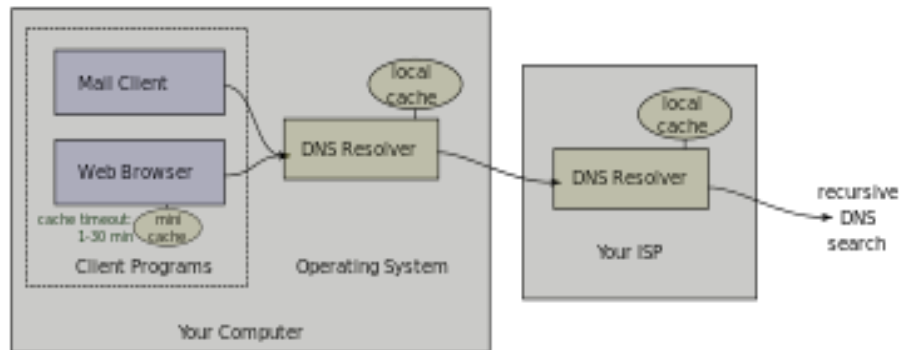 Mail Client
local
cache
DNS Resolver
Web Browser
cache timeout:
1-30 min
mini
cache
Client Programs
Operating System
Your Computer
local
cache
DNS Resolver
Your ISP
recursive
DNS
search